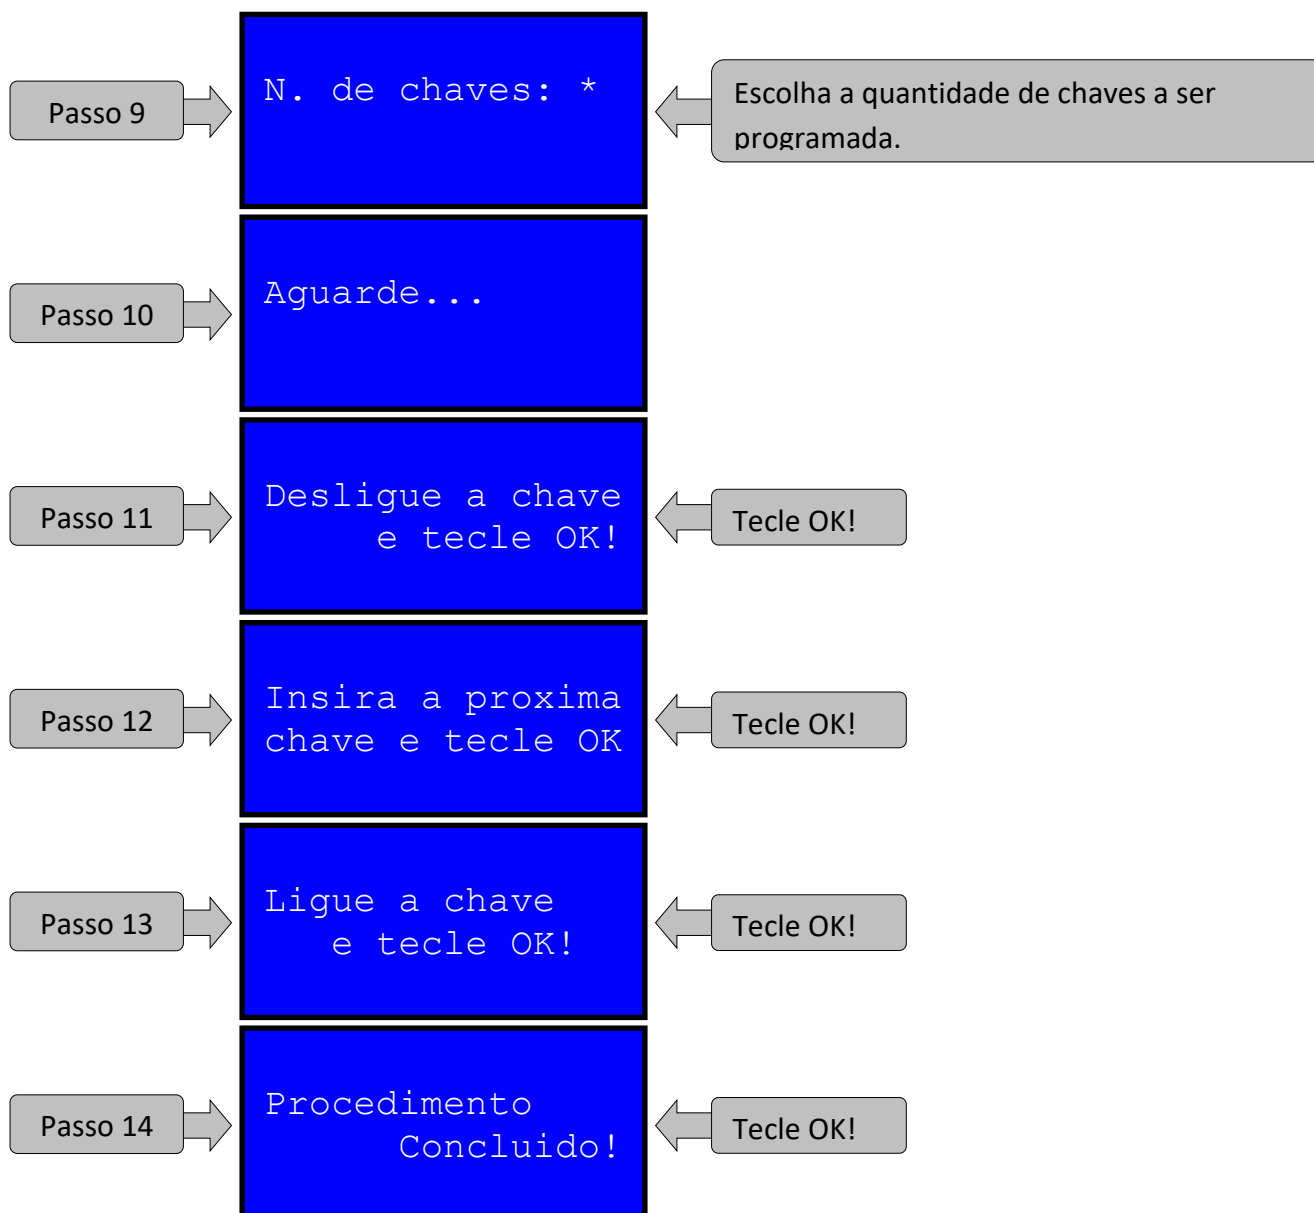 Passo 9
N. de chaves: *
Escolha a quantidade de chaves a ser
programada.
Passo 10
Aguarde...
Passo 11
Desligue a chave
e tecle OK!
Tecle OK!
Passo 12
Insira a proxima
chave e tecle OK
Tecle OK!
Passo 13
Ligue a chave
e tecle OK!
Tecle OK!
Passo 14
Procedimento
Concluido!
Tecle OK!